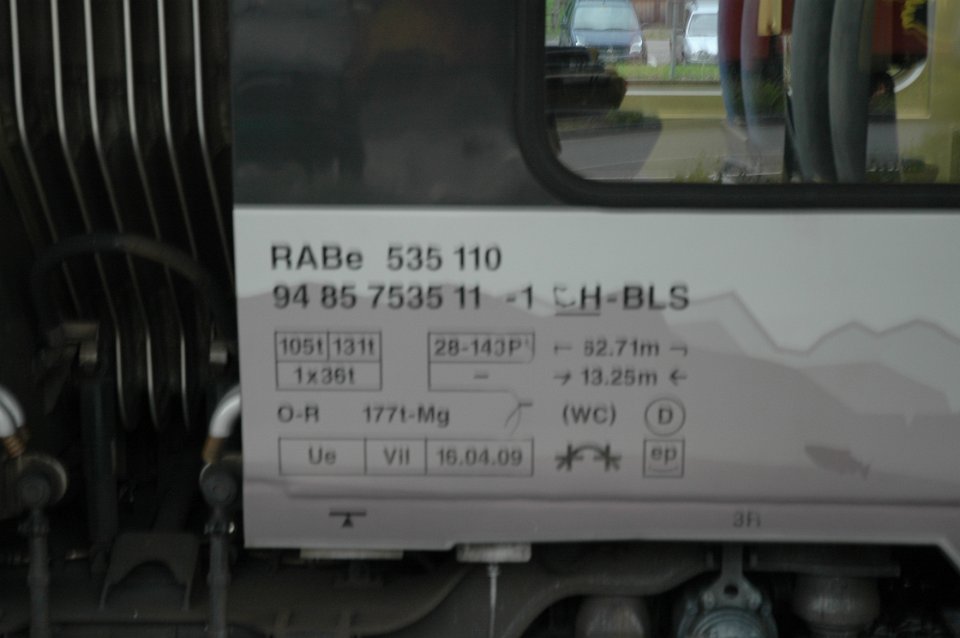 RABe 535 110
94 85 7535 11 -1 CH-BLS
105t 131t 28-143P ← 62.71m →
1x36t – → 13.25m ←
O-R 177t-Mg (WC) D
Ue Vil 16.04.09 ep